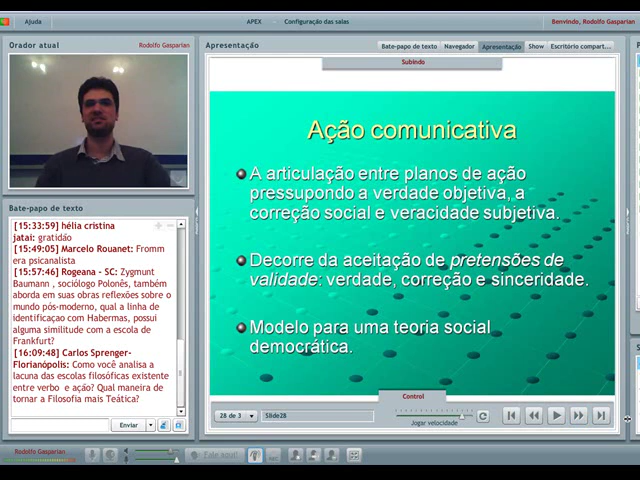 Ajuda
APEX - Configuração das salas
Benvindo, Rodolfo Gasparian
Orador atual
Rodolfo Gasparian
Apresentação
Bate-papo de texto
Navegador
Apresentação
Show
Escritório compart...
Subindo
Ação comunicativa
A articulação entre planos de ação
pressupondo a verdade objetiva, a
correção social e veracidade subjetiva.
Decorre da aceitação de pretensões de
validade: verdade, correção e sinceridade.
Modelo para uma teoria social
democrática.
Bate-papo de texto
[15:33:59] hélia cristina
jatai: gratidáo
[15:49:05] Marcelo Rouanet: Fromm
era psicanalista
[15:57:46] Rogeana - SC: Zygmunt
Baumann , sociólogo Polonês, também
aborda em suas obras reflexões sobre o
mundo pós-moderno, qual a linha de
identificaçao com Habermas, possui
alguma similitude com a escola de
Frankfurt?
[16:09:48] Carlos Sprenger-
Florianópolis: Como você analisa a
lacuna das escolas filosóficas existente
entre verbo e açáo? Qual maneira de
tornar a Filosofia mais Teática?
Enviar
Control
28 de 3
Slide28
Jogar velocidade
Rodolfo Gasparian
Fale aqui!